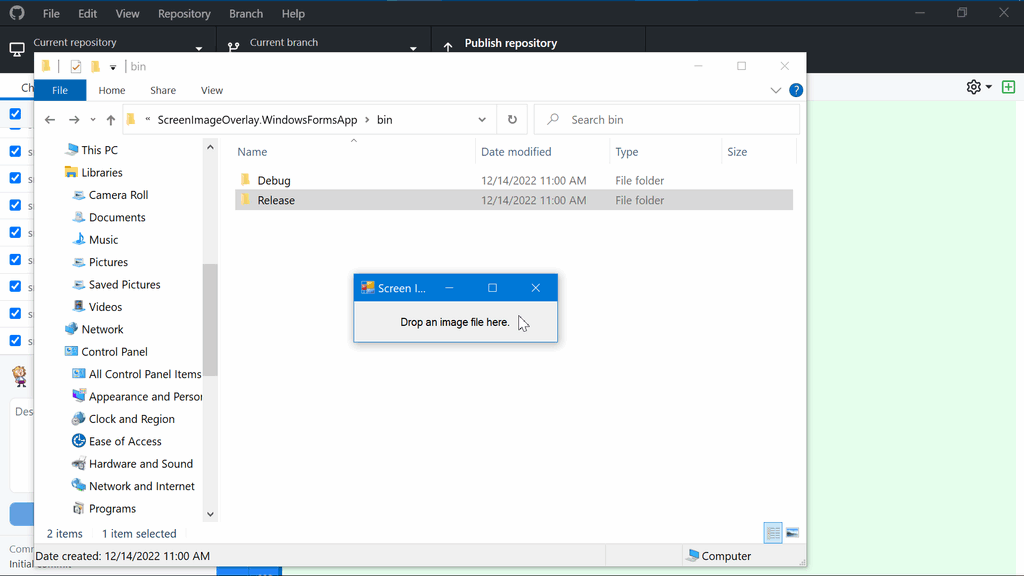 File Edit View Repository Branch Help
Current repository
Current branch
Publish repository
Ch
bin
File Home Share View
?
« ScreenImageOverlay.WindowsFormsApp > bin
Search bin
Name Date modified Type Size
Debug 12/14/2022 11:00 AM File folder
Release 12/14/2022 11:00 AM File folder
This PC
Libraries
Camera Roll
Documents
Music
Pictures
Saved Pictures
Videos
Network
Control Panel
All Control Panel Items
Appearance and Person
Clock and Region
Ease of Access
Hardware and Sound
Network and Internet
Programs
Screen I...
Drop an image file here.
Des
2 items 1 item selected
Comm
Date created: 12/14/2022 11:00 AM
Computer